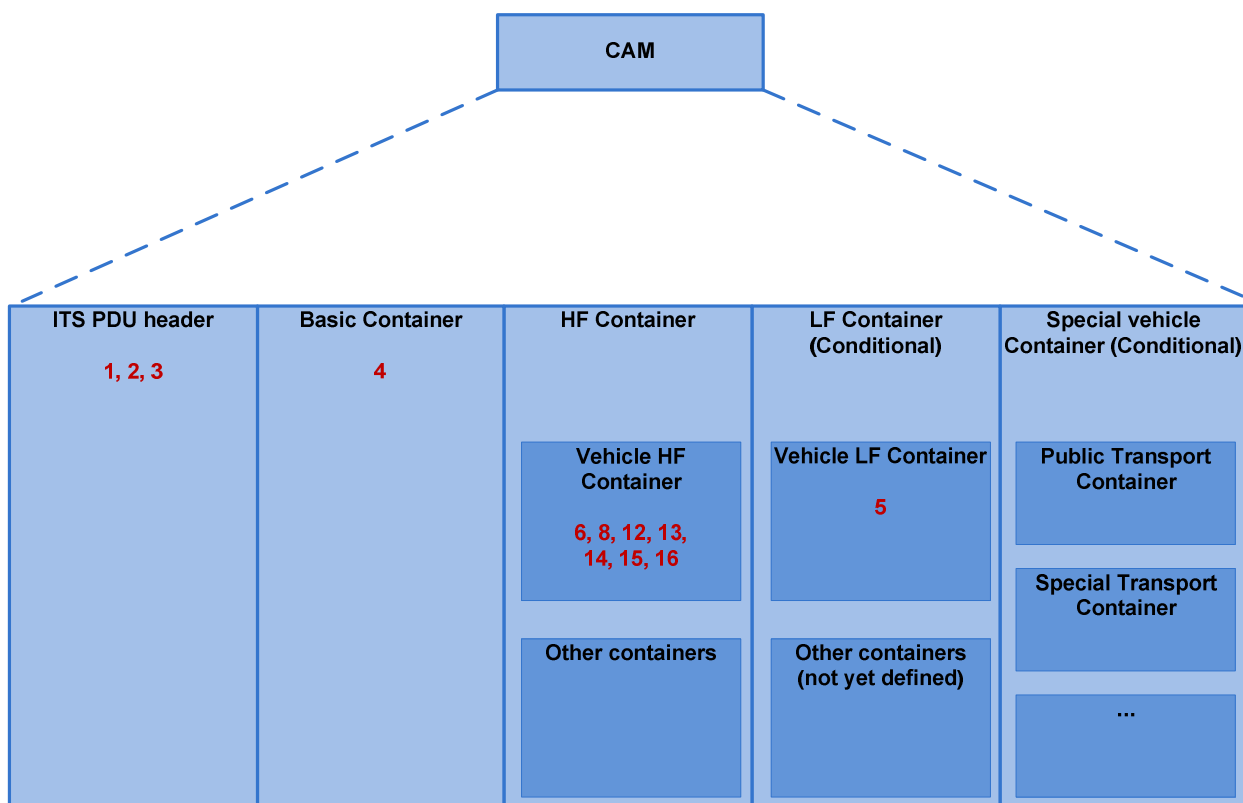 CAM
ITS PDU header
1, 2, 3
Basic Container
4
HF Container
Vehicle HF
Container
6, 8, 12, 13,
14, 15, 16
Other containers
LF Container
(Conditional)
Vehicle LF Container
5
Other containers
(not yet defined)
Special vehicle
Container (Conditional)
Public Transport
Container
Special Transport
Container
...